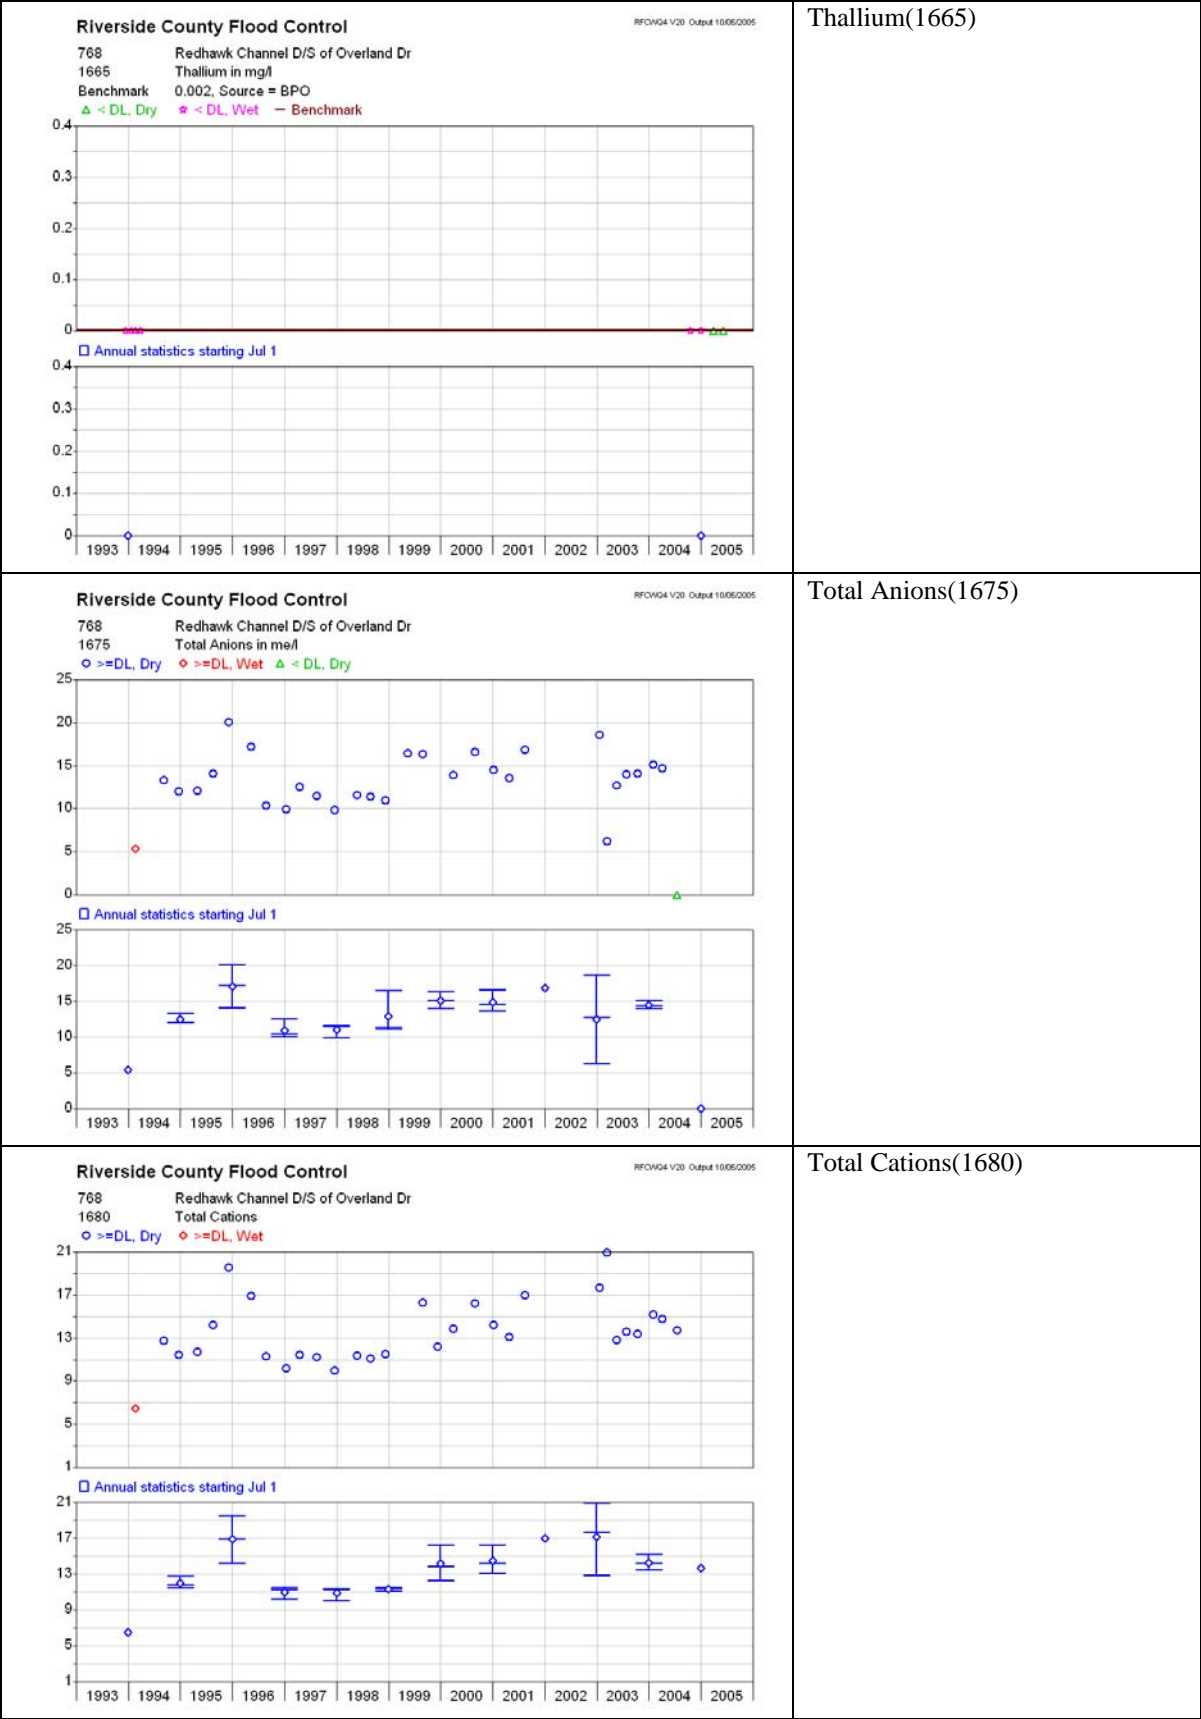 Riverside County Flood Control RFCWQ4 V20 Output 10/06/2005
768 Redhawk Channel D/S of Overland Dr
1665 Thallium in mg/l
Benchmark 0.002, Source = BPO
< DL, Dry < DL, Wet Benchmark
0.4
0.3
0.2
0.1
0
Annual statistics starting Jul 1
0.4
0.3
0.2
0.1
0
1993 1994 1995 1996 1997 1998 1999 2000 2001 2002 2003 2004 2005
Thallium(1665)
Riverside County Flood Control RFCWQ4 V20 Output 10/06/2005
768 Redhawk Channel D/S of Overland Dr
1675 Total Anions in me/l
>=DL, Dry >=DL, Wet < DL, Dry
25
20
15
10
5
0
Annual statistics starting Jul 1
25
20
15
10
5
0
1993 1994 1995 1996 1997 1998 1999 2000 2001 2002 2003 2004 2005
Total Anions(1675)
Riverside County Flood Control RFCWQ4 V20 Output 10/06/2005
768 Redhawk Channel D/S of Overland Dr
1680 Total Cations
>=DL, Dry >=DL, Wet
21
17
13
9
5
1
Annual statistics starting Jul 1
21
17
13
9
5
1
1993 1994 1995 1996 1997 1998 1999 2000 2001 2002 2003 2004 2005
Total Cations(1680)